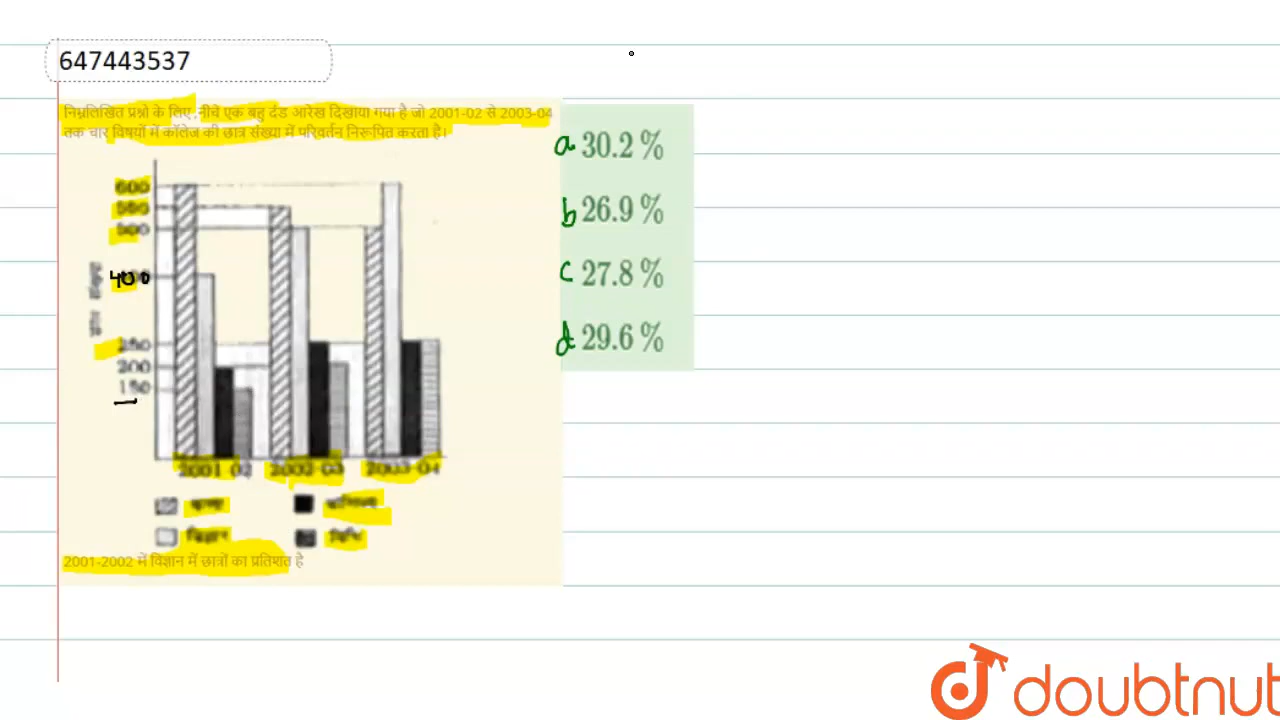 647443537
निम्नलिखित प्रश्नो के लिए ,नीचे एक बहु दंड आरेख दिखाया गया है जो 2001-02 से 2003-04
तक चार विषयों में कॉलेज की छात्र संख्या में परिवर्तन निरूपित करता है।
a 30.2 %
b 26.9 %
c 27.8 %
d 29.6 %
600
550
500
400
250
200
150
2001-02 2002-03 2003-04
विज्ञान विधि
2001-2002 में विज्ञान में छात्रों का प्रतिशत है
doubtnut